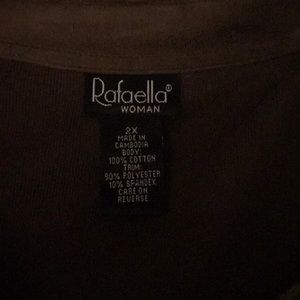 Rafaella®
WOMAN
2X
MADE IN
CAMBODIA
BODY:
100% COTTON
TRIM:
90% POLYESTER
10% SPANDEX
CARE ON
REVERSE